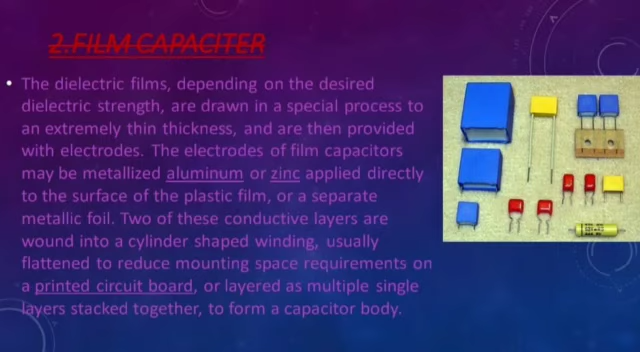 2.FILM CAPACITER
• The dielectric films, depending on the desired
dielectric strength, are drawn in a special process to
an extremely thin thickness, and are then provided
with electrodes. The electrodes of film capacitors
may be metallized aluminum or zinc applied directly
to the surface of the plastic film, or a separate
metallic foil. Two of these conductive layers are
wound into a cylinder shaped winding, usually
flattened to reduce mounting space requirements on
a printed circuit board, or layered as multiple single
layers stacked together, to form a capacitor body.